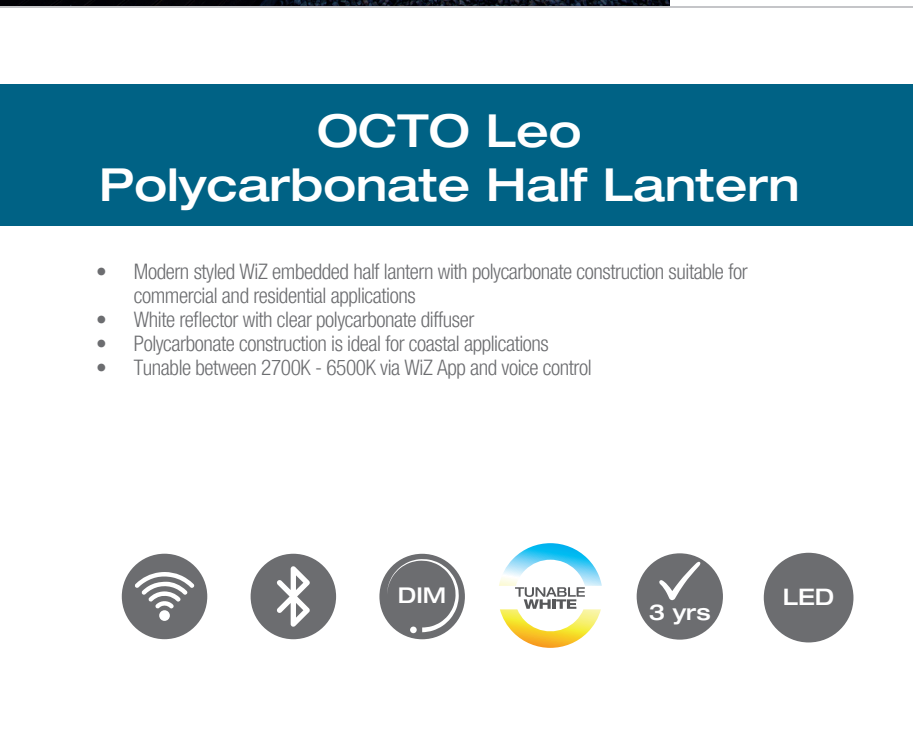 OCTO Leo
Polycarbonate Half Lantern
• Modern styled WiZ embedded half lantern with polycarbonate construction suitable for
commercial and residential applications
• White reflector with clear polycarbonate diffuser
• Polycarbonate construction is ideal for coastal applications
• Tunable between 2700K - 6500K via WiZ App and voice control
DIM
TUNABLE
WHITE
3 yrs
LED